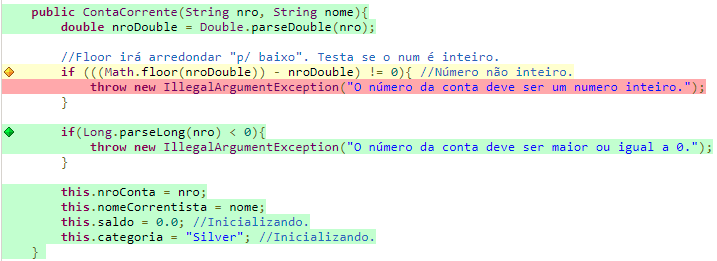 public ContaCorrente(String nro, String nome){
double nroDouble = Double.parseDouble(nro);
//Floor irá arredondar "p/ baixo". Testa se o num é inteiro.
if (((Math.floor(nroDouble)) - nroDouble) != 0){ //Número não inteiro.
throw new IllegalArgumentException("O número da conta deve ser um numero inteiro.");
}
if(Long.parseLong(nro) < 0){
throw new IllegalArgumentException("O número da conta deve ser maior ou igual a 0.");
}
this.nroConta = nro;
this.nomeCorrentista = nome;
this.saldo = 0.0; //Inicializando.
this.categoria = "Silver"; //Inicializando.
}